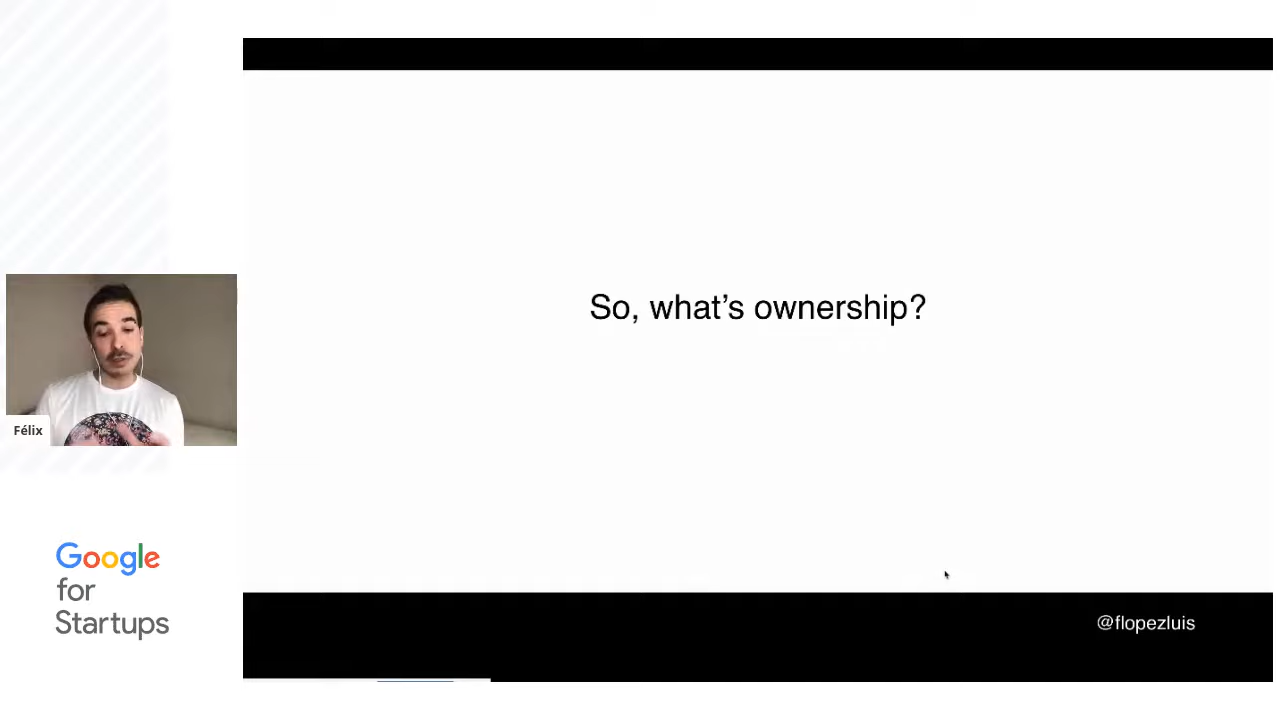 So, what's ownership?
Félix
Google
for
Startups
@flopezluis